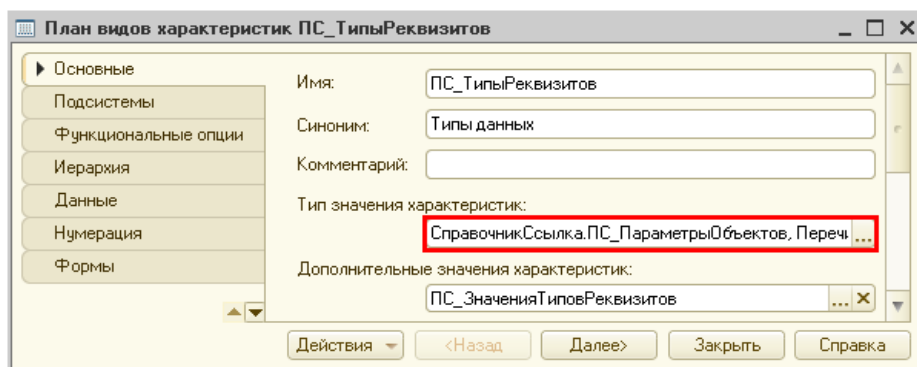 План видов характеристик ПС_ТипыРеквизитов
Основные
Подсистемы
Функциональные опции
Иерархия
Данные
Нумерация
Формы
Имя: ПС_ТипыРеквизитов
Синоним: Типы данных
Комментарий:
Тип значения характеристик:
СправочникСсылка.ПС_ПараметрыОбъектов, Перечи ...
Дополнительные значения характеристик:
ПС_ЗначенияТиповРеквизитов ...
Действия <Назад Далее> Закрыть Справка